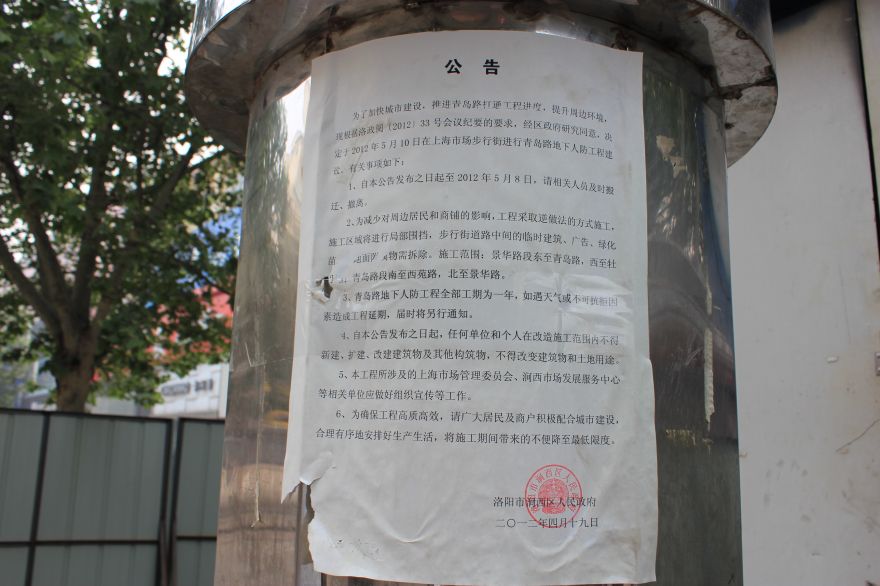 公 告
为了加快城市建设，推进青岛路打通工程进度，提升周边环境，
现根据洛政阅〔2012〕33号会议纪要的要求，经区政府研究同意，决
定于2012年5月10日在上海市场步行街进行青岛路地下人防工程建
设，有关事项如下：
1、自本公告发布之日起至2012年5月8日，请相关人员及时搬
迁、撤离。
2、为减少对周边居民和商铺的影响，工程采取逆做法的方式施工，
施工区域将进行局部围挡，步行街道路中间的临时建筑、广告、绿化
地面 物需拆除。施工范围：景华路段东至青岛路，西至牡
青岛路段南至西苑路，北至景华路。
3、青岛路地下人防工程全部工期为一年，如遇天气或不可抗拒因
素造成工程延期，届时将另行通知。
4、自本公告发布之日起，任何单位和个人在改造施工范围内不得
新建、扩建、改建建筑物及其他构筑物，不得改变建筑物和土地用途。
5、本工程所涉及的上海市场管理委员会、涧西市场发展服务中心
等相关单位应做好组织宣传等工作。
6、为确保工程高质高效，请广大居民及商户积极配合城市建设，
合理有序地安排好生产生活，将施工期间带来的不便降至最低限度。
洛阳市涧西区人民政府
二〇一二年四月十九日